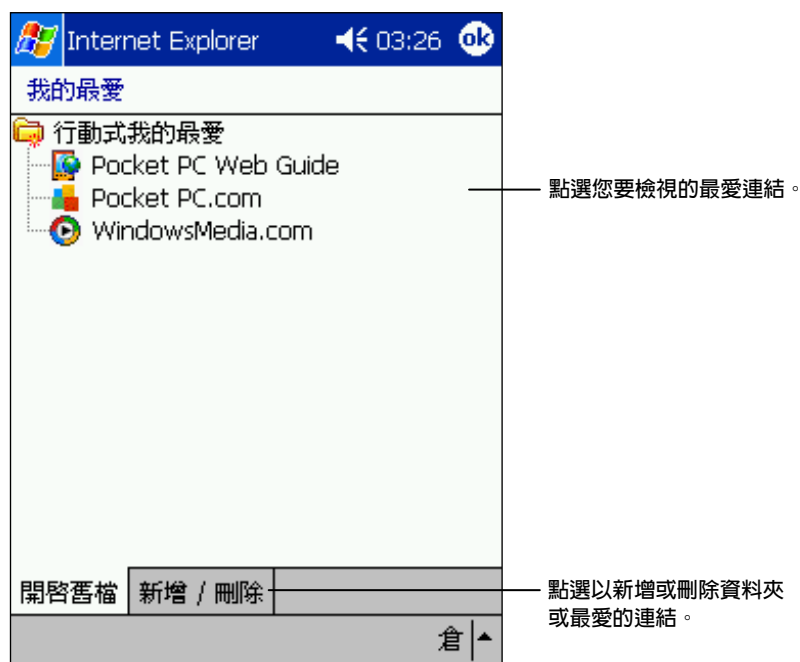 Internet Explorer 03:26 ok
我的最愛
行動式我的最愛
Pocket PC Web Guide
Pocket PC.com
WindowsMedia.com
點選您要檢視的最愛連結。
開啓舊檔 新增 / 刪除
點選以新增或刪除資料夾
或最愛的連結。
倉